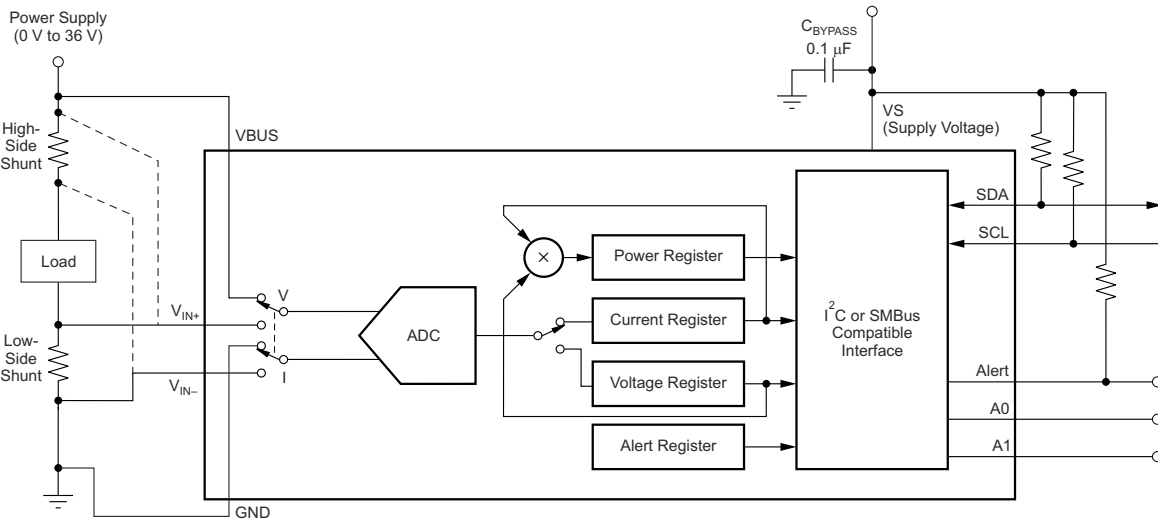 Power Supply
(0 V to 36 V)
C_BYPASS
0.1 μF
High-
Side
Shunt
VBUS
VS
(Supply Voltage)
SDA
SCL
Load
Power Register
×
V
V_IN+
ADC
Current Register
I²C or SMBus
Compatible
Interface
Low-
Side
Shunt
I
V_IN–
Voltage Register
Alert
A0
Alert Register
A1
GND